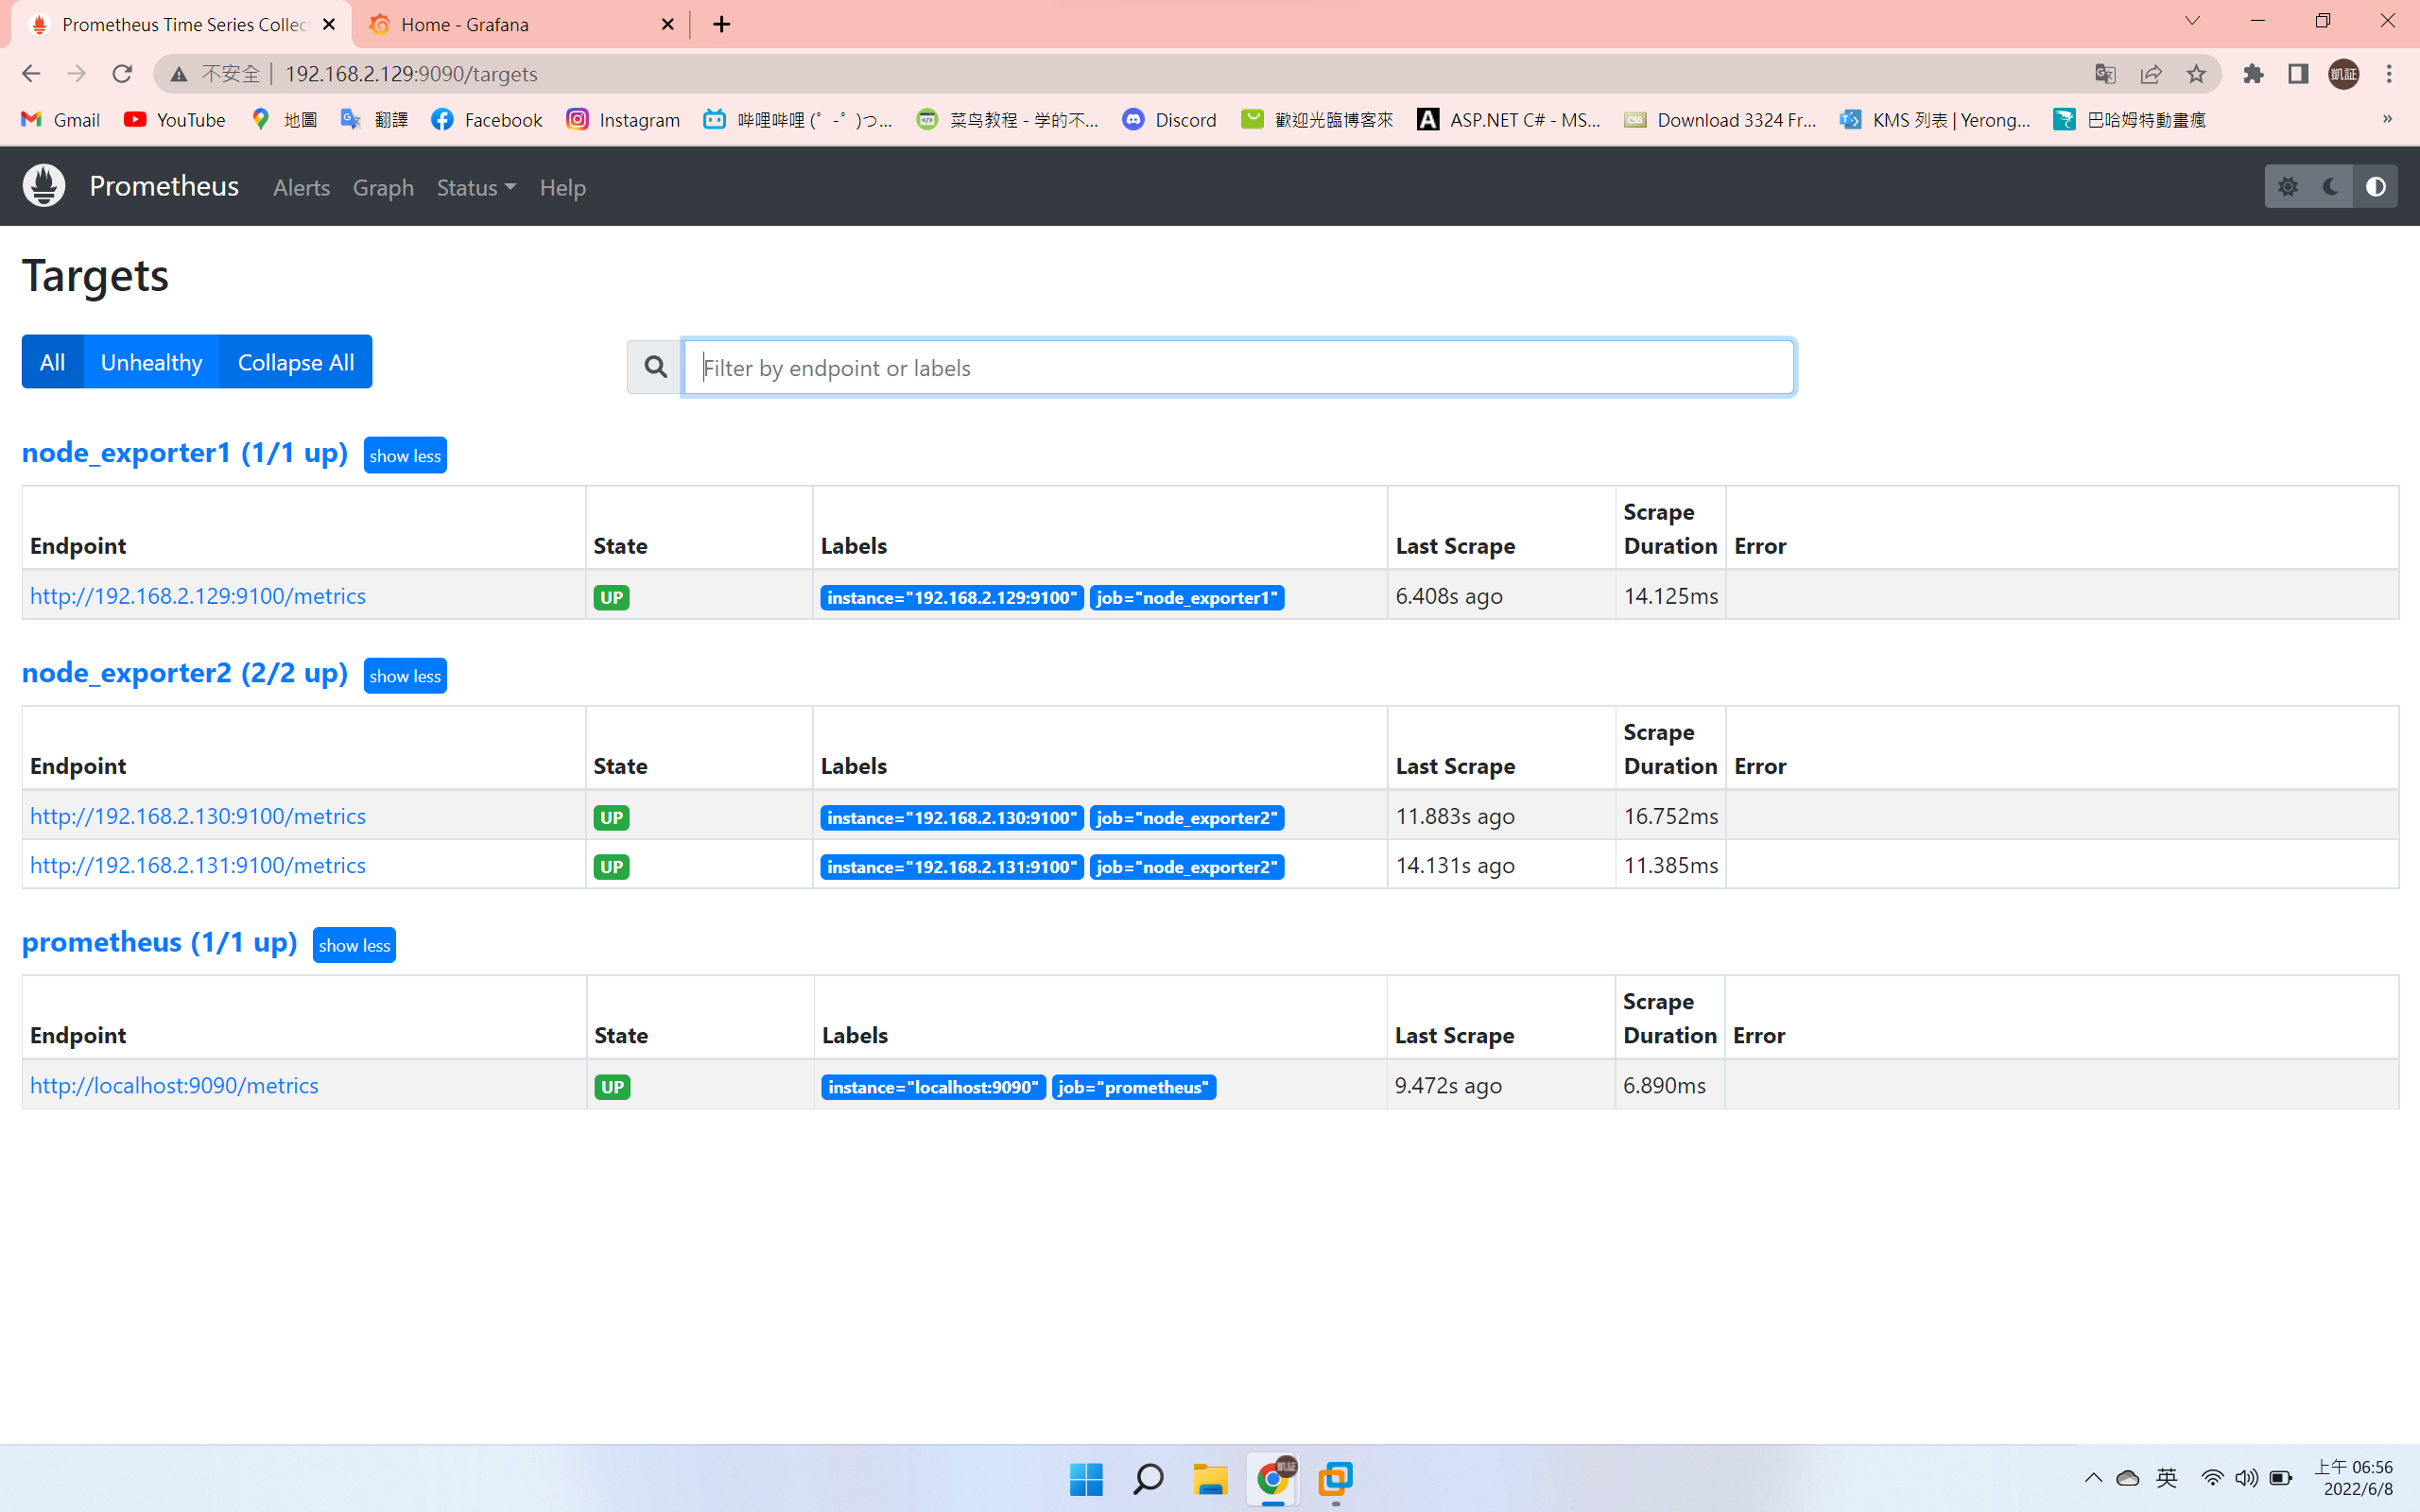 Prometheus Time Series Collec
Home - Grafana
不安全 | 192.168.2.129:9090/targets
凱証
Gmail YouTube 地圖 翻譯 Facebook Instagram 哔哩哔哩 (゜-゜)つ... 菜鸟教程 - 学的不... Discord 歡迎光臨博客來 ASP.NET C# - MS... Download 3324 Fr... KMS 列表 | Yerong... 巴哈姆特動畫瘋 »
Prometheus Alerts Graph Status Help
Targets
All Unhealthy Collapse All
Filter by endpoint or labels
node_exporter1 (1/1 up) show less
Endpoint State Labels Last Scrape Scrape Duration Error
http://192.168.2.129:9100/metrics UP instance="192.168.2.129:9100" job="node_exporter1" 6.408s ago 14.125ms
node_exporter2 (2/2 up) show less
Endpoint State Labels Last Scrape Scrape Duration Error
http://192.168.2.130:9100/metrics UP instance="192.168.2.130:9100" job="node_exporter2" 11.883s ago 16.752ms
http://192.168.2.131:9100/metrics UP instance="192.168.2.131:9100" job="node_exporter2" 14.131s ago 11.385ms
prometheus (1/1 up) show less
Endpoint State Labels Last Scrape Scrape Duration Error
http://localhost:9090/metrics UP instance="localhost:9090" job="prometheus" 9.472s ago 6.890ms
英
上午 06:56
2022/6/8